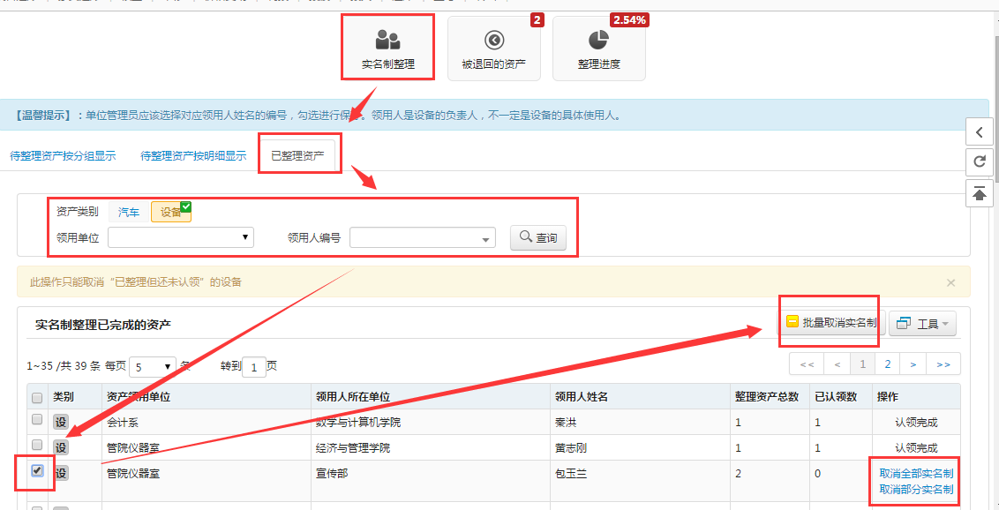 2
2.54%
实名制整理
被退回的资产
整理进度
【温馨提示】：单位管理员应该选择对应领用人姓名的编号，勾选进行保 。领用人是设备的负责人，不一定是设备的具体使用人。
待整理资产按分组显示
待整理资产按明细显示
已整理资产
资产类别 汽车 设备
领用单位
领用人编号
查询
此操作只能取消“已整理但还未认领”的设备 ×
实名制整理已完成的资产
批量取消实名制
工具
1~35 /共 39 条 每页 5 条 转到 1 页
<< < 1 2 > >>
类别 资产领用单位 领用人所在单位 领用人姓名 整理资产总数 已认领数 操作
设 会计系 数学与计算机学院 秦洪 1 1 认领完成
设 管院仪器室 经济与管理学院 黄志刚 1 1 认领完成
设 管院仪器室 宣传部 包玉兰 2 0 取消全部实名制
取消部分实名制